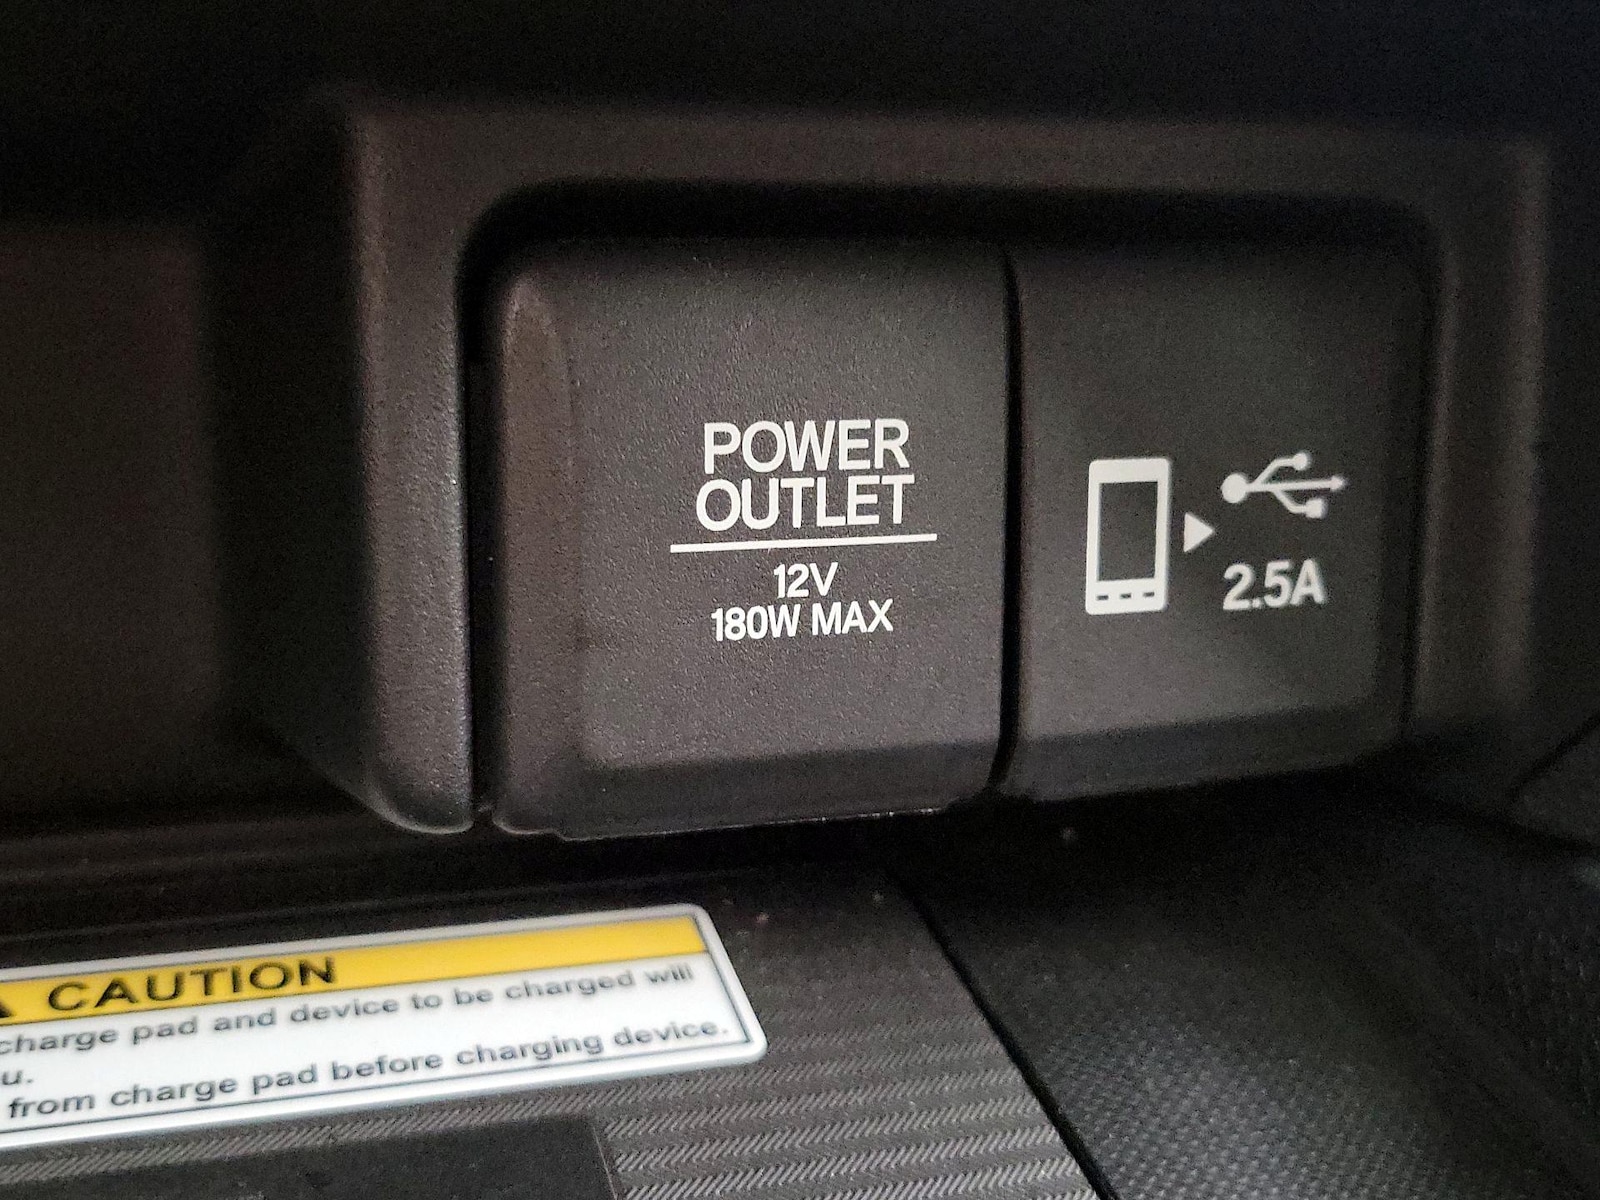 POWER
OUTLET
12V
180W MAX
2.5A
CAUTION
charge pad and device to be charged will
u.
from charge pad before charging device.